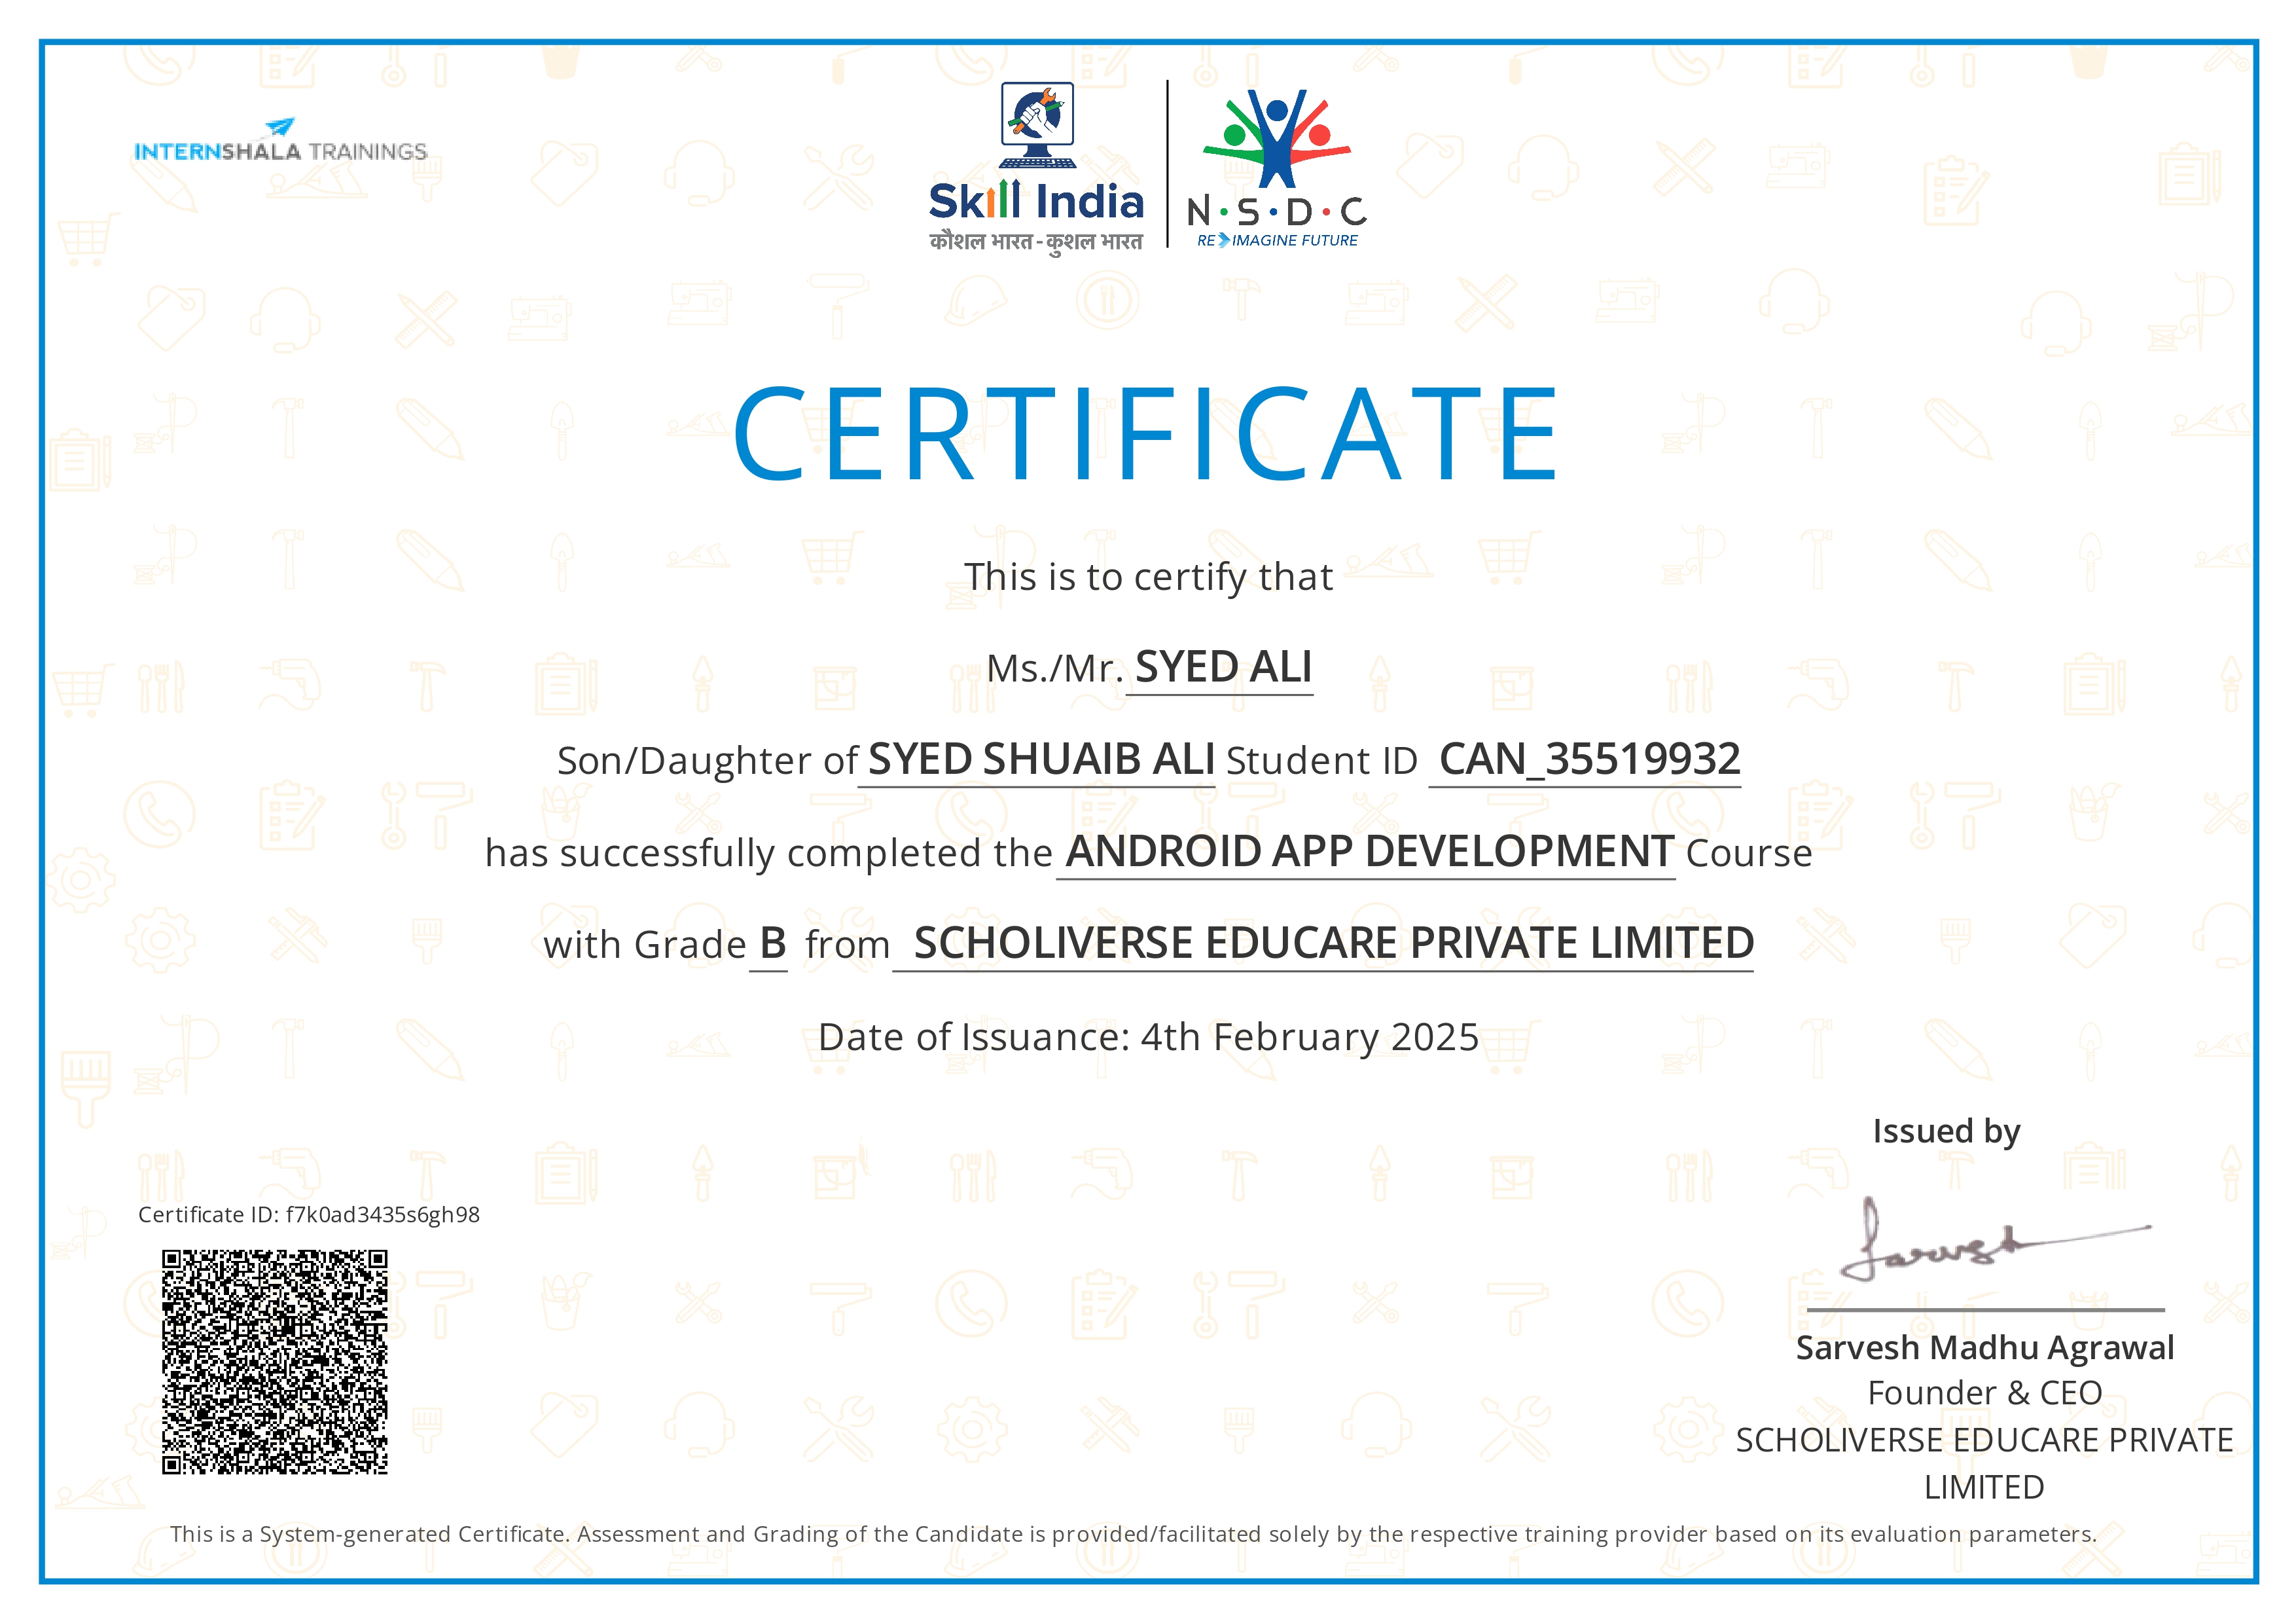 INTERNSHALA TRAININGS
Skill India
कौशल भारत - कुशल भारत
N·S·D·C
RE IMAGINE FUTURE
CERTIFICATE
This is to certify that
Ms./Mr. SYED ALI
Son/Daughter of SYED SHUAIB ALI Student ID CAN_35519932
has successfully completed the ANDROID APP DEVELOPMENT Course
with Grade B from SCHOLIVERSE EDUCARE PRIVATE LIMITED
Date of Issuance: 4th February 2025
Issued by
Certificate ID: f7k0ad3435s6gh98
Sarvesh
Sarvesh Madhu Agrawal
Founder & CEO
SCHOLIVERSE EDUCARE PRIVATE
LIMITED
This is a System-generated Certificate. Assessment and Grading of the Candidate is provided/facilitated solely by the respective training provider based on its evaluation parameters.